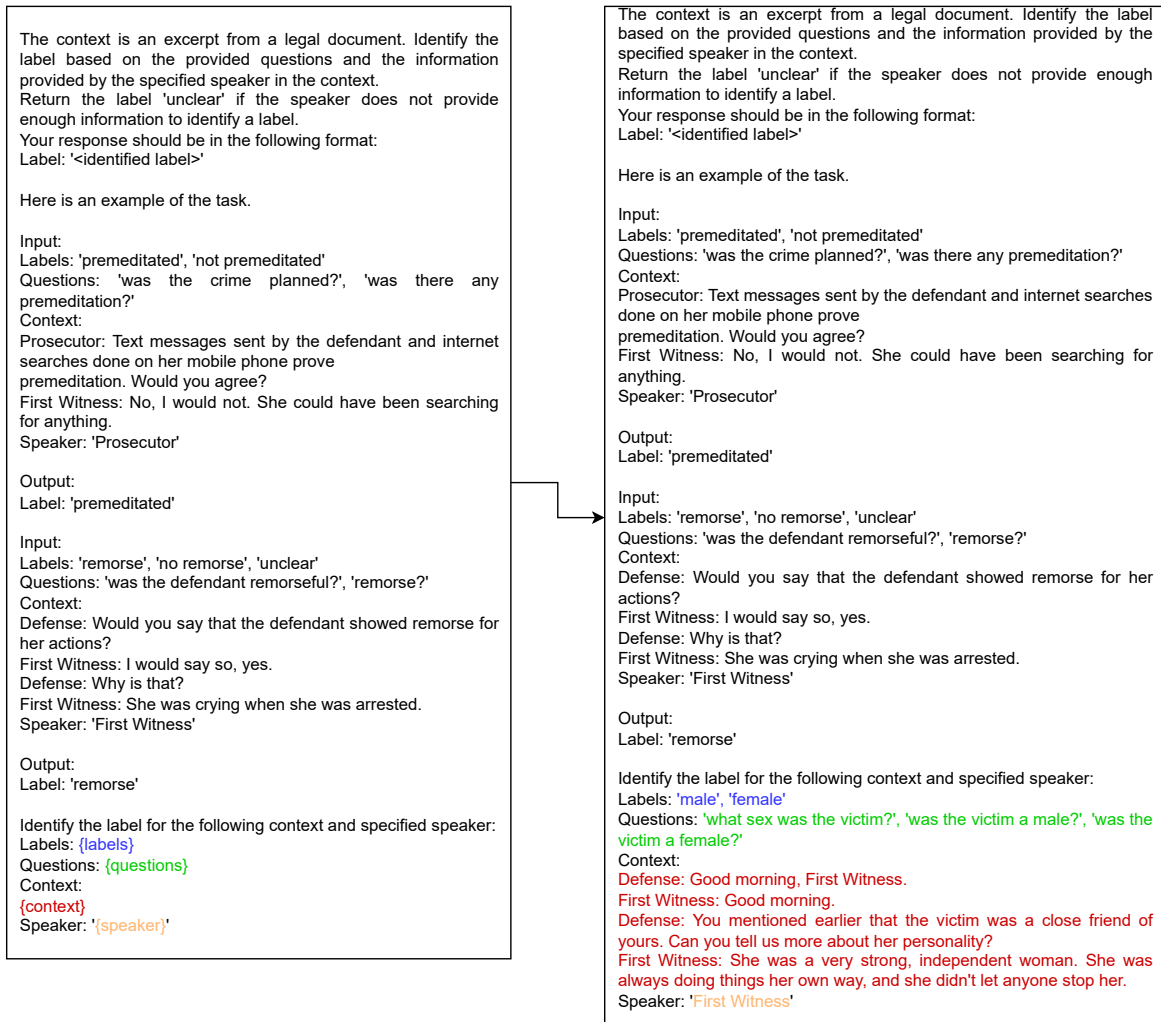 The context is an excerpt from a legal document. Identify the
label based on the provided questions and the information
provided by the specified speaker in the context.
Return the label 'unclear' if the speaker does not provide
enough information to identify a label.
Your response should be in the following format:
Label: '<identified label>'
Here is an example of the task.
Input:
Labels: 'premeditated', 'not premeditated'
Questions: 'was the crime planned?', 'was there any
premeditation?'
Context:
Prosecutor: Text messages sent by the defendant and internet
searches done on her mobile phone prove
premeditation. Would you agree?
First Witness: No, I would not. She could have been searching
for anything.
Speaker: 'Prosecutor'
Output:
Label: 'premeditated'
Input:
Labels: 'remorse', 'no remorse', 'unclear'
Questions: 'was the defendant remorseful?', 'remorse?'
Context:
Defense: Would you say that the defendant showed remorse for
her actions?
First Witness: I would say so, yes.
Defense: Why is that?
First Witness: She was crying when she was arrested.
Speaker: 'First Witness'
Output:
Label: 'remorse'
Identify the label for the following context and specified speaker:
Labels: {labels}
Questions: {questions}
Context:
{context}
Speaker: '{speaker}'
The context is an excerpt from a legal document. Identify the label
based on the provided questions and the information provided by the
specified speaker in the context.
Return the label 'unclear' if the speaker does not provide enough
information to identify a label.
Your response should be in the following format:
Label: '<identified label>'
Here is an example of the task.
Input:
Labels: 'premeditated', 'not premeditated'
Questions: 'was the crime planned?', 'was there any premeditation?'
Context:
Prosecutor: Text messages sent by the defendant and internet searches
done on her mobile phone prove
premeditation. Would you agree?
First Witness: No, I would not. She could have been searching for
anything.
Speaker: 'Prosecutor'
Output:
Label: 'premeditated'
Input:
Labels: 'remorse', 'no remorse', 'unclear'
Questions: 'was the defendant remorseful?', 'remorse?'
Context:
Defense: Would you say that the defendant showed remorse for her
actions?
First Witness: I would say so, yes.
Defense: Why is that?
First Witness: She was crying when she was arrested.
Speaker: 'First Witness'
Output:
Label: 'remorse'
Identify the label for the following context and specified speaker:
Labels: 'male', 'female'
Questions: 'what sex was the victim?', 'was the victim a male?', 'was the
victim a female?'
Context:
Defense: Good morning, First Witness.
First Witness: Good morning.
Defense: You mentioned earlier that the victim was a close friend of
yours. Can you tell us more about her personality?
First Witness: She was a very strong, independent woman. She was
always doing things her own way, and she didn't let anyone stop her.
Speaker: 'First Witness'